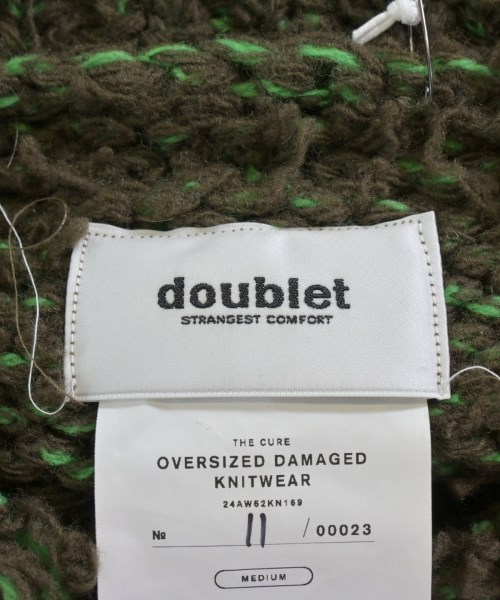 doublet
STRANGEST COMFORT
THE CURE
OVERSIZED DAMAGED
KNITWEAR
24AW62KN169
№ 11 / 00023
MEDIUM